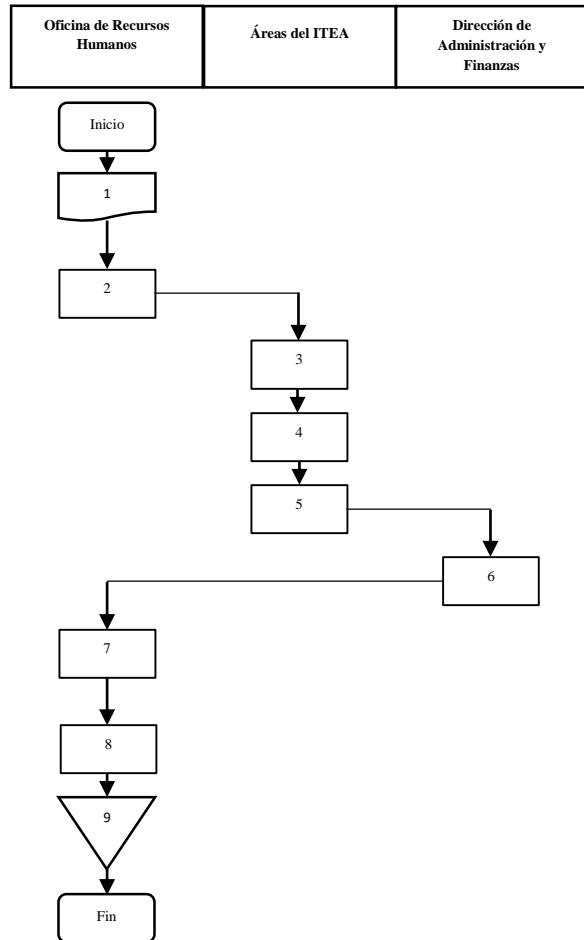 Oficina de Recursos
Humanos
Áreas del ITEA
Dirección de
Administración y
Finanzas
Inicio
1
2
3
4
5
6
7
8
9
Fin